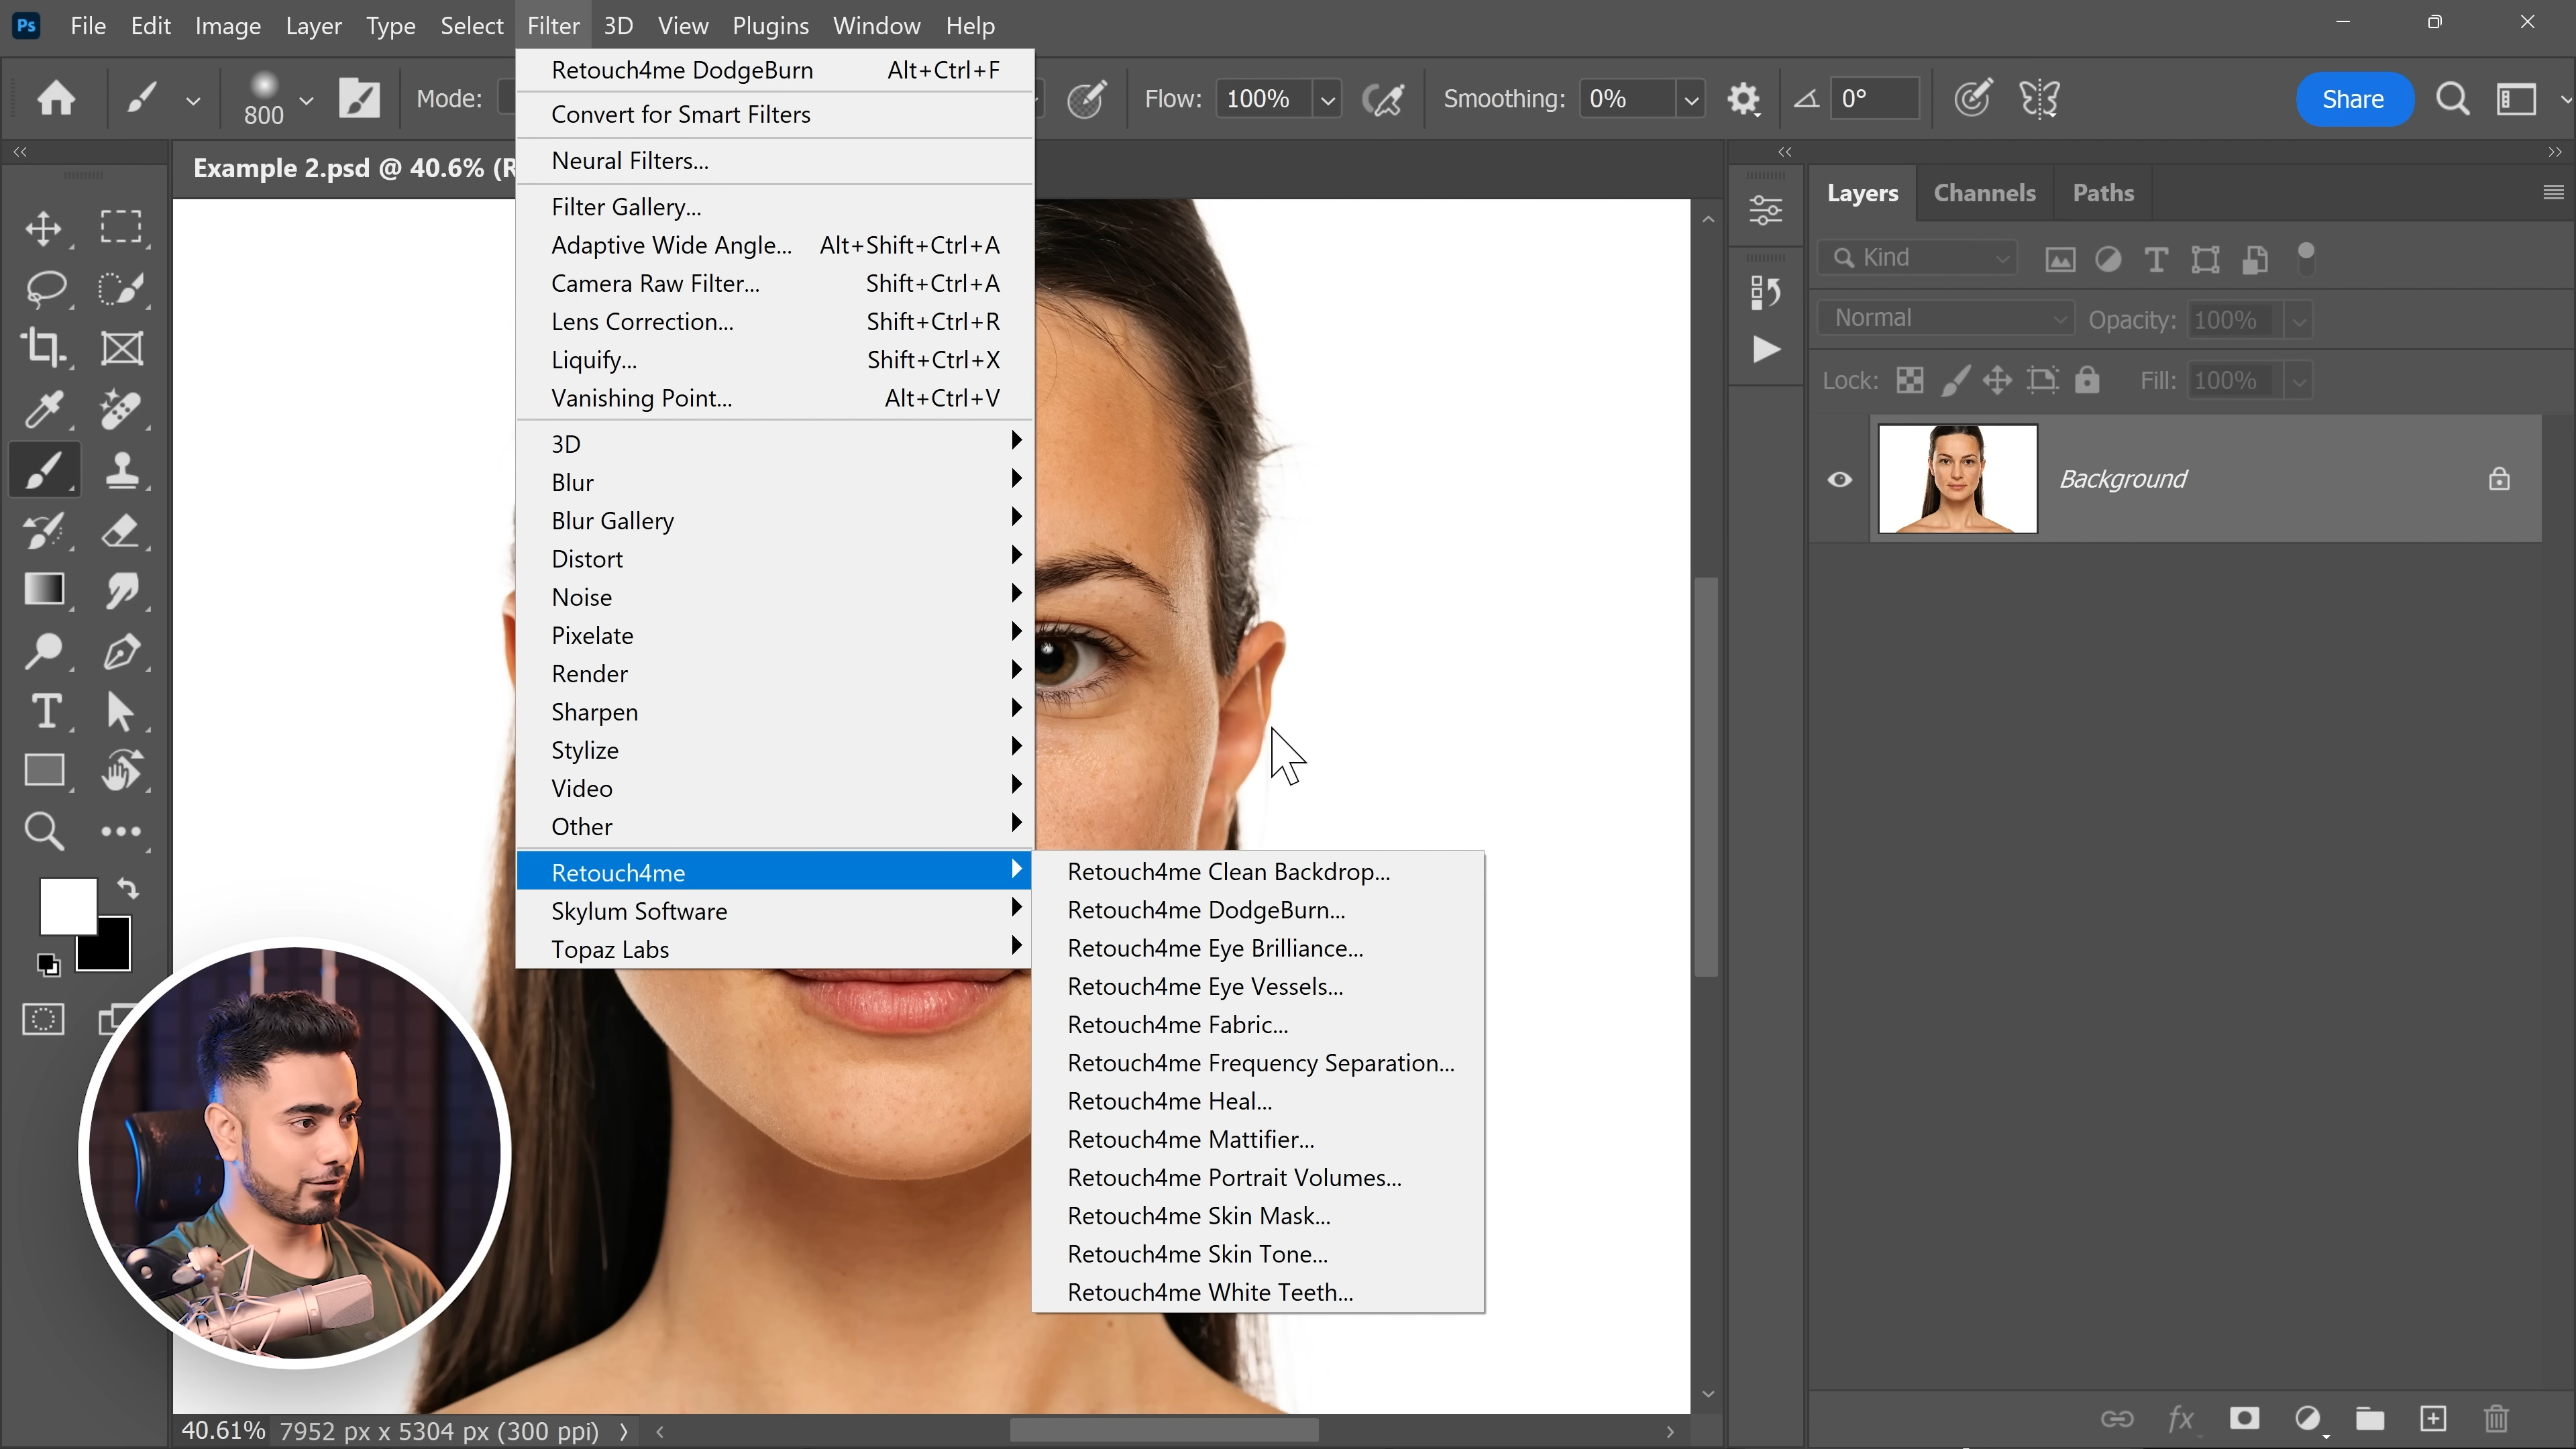 Ps File Edit Image Layer Type Select Filter 3D View Plugins Window Help
800 Mode: Flow: 100% Smoothing: 0% 0° Share
Example 2.psd @ 40.6% (R
Retouch4me DodgeBurn Alt+Ctrl+F
Convert for Smart Filters
Neural Filters...
Filter Gallery...
Adaptive Wide Angle... Alt+Shift+Ctrl+A
Camera Raw Filter... Shift+Ctrl+A
Lens Correction... Shift+Ctrl+R
Liquify... Shift+Ctrl+X
Vanishing Point... Alt+Ctrl+V
3D
Blur
Blur Gallery
Distort
Noise
Pixelate
Render
Sharpen
Stylize
Video
Other
Retouch4me
Skylum Software
Topaz Labs
Retouch4me Clean Backdrop...
Retouch4me DodgeBurn...
Retouch4me Eye Brilliance...
Retouch4me Eye Vessels...
Retouch4me Fabric...
Retouch4me Frequency Separation...
Retouch4me Heal...
Retouch4me Mattifier...
Retouch4me Portrait Volumes...
Retouch4me Skin Mask...
Retouch4me Skin Tone...
Retouch4me White Teeth...
Layers Channels Paths
Kind
Normal Opacity: 100%
Lock: Fill: 100%
Background
fx
40.61% 7952 px x 5304 px (300 ppi)